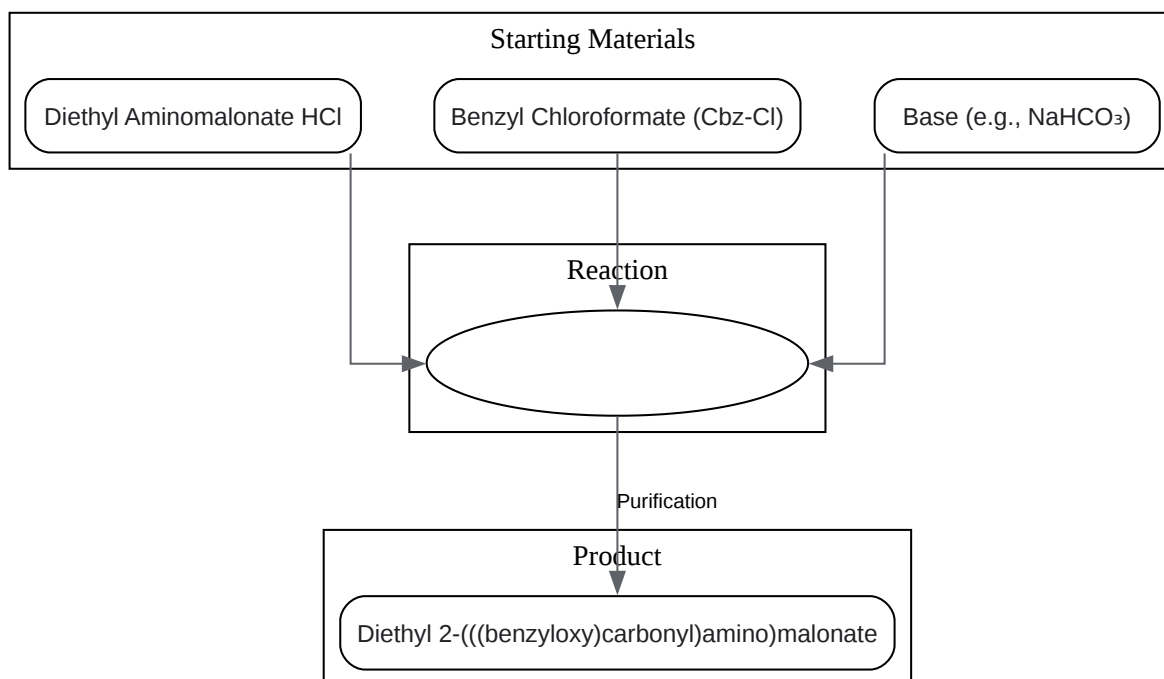 Starting Materials
Diethyl Aminomalonate HCl
Benzyl Chloroformate (Cbz-Cl)
Base (e.g., NaHCO₃)
Reaction
Purification
Product
Diethyl 2-(((benzyloxy)carbonyl)amino)malonate